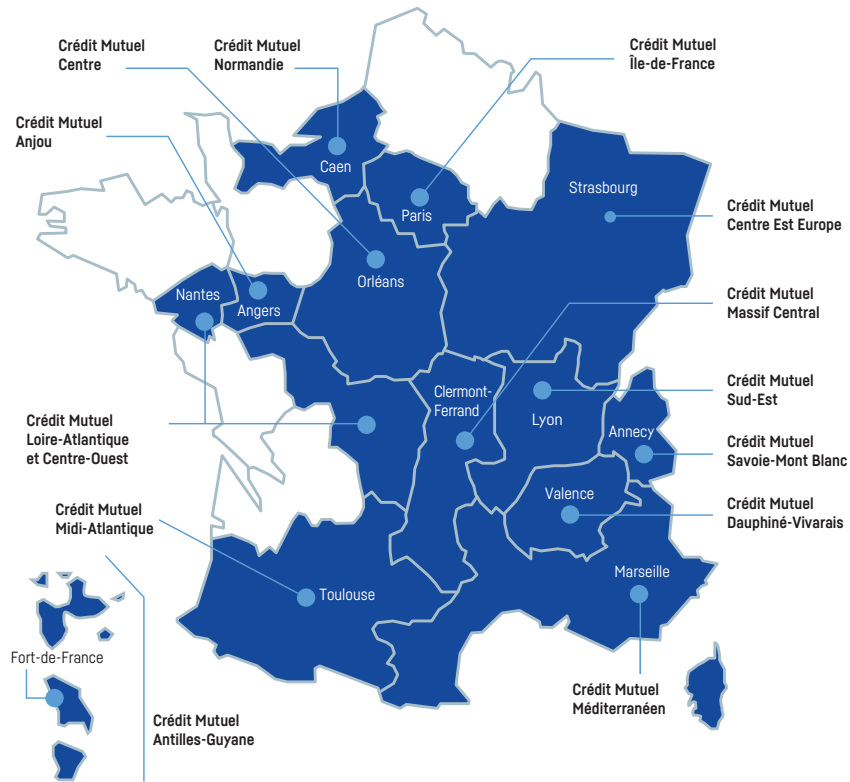 Crédit Mutuel
Centre
Crédit Mutuel
Normandie
Crédit Mutuel
Île-de-France
Crédit Mutuel
Anjou
Caen
Paris
Strasbourg
Crédit Mutuel
Centre Est Europe
Orléans
Nantes
Angers
Crédit Mutuel
Massif Central
Clermont-
Ferrand
Lyon
Crédit Mutuel
Sud-Est
Crédit Mutuel
Loire-Atlantique
et Centre-Ouest
Annecy
Crédit Mutuel
Savoie-Mont Blanc
Valence
Crédit Mutuel
Dauphiné-Vivarais
Crédit Mutuel
Midi-Atlantique
Toulouse
Marseille
Fort-de-France
Crédit Mutuel
Antilles-Guyane
Crédit Mutuel
Méditerranéen